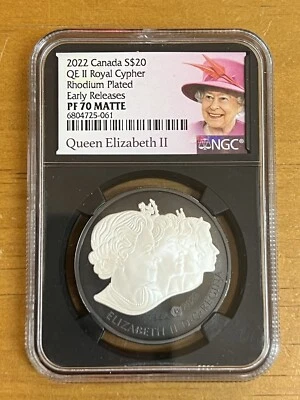 2022 Canada S$20
QE II Royal Cypher
Rhodium Plated
Early Releases
PF 70 MATTE
6804725-061
NGC
Queen Elizabeth II
ELIZABETH II